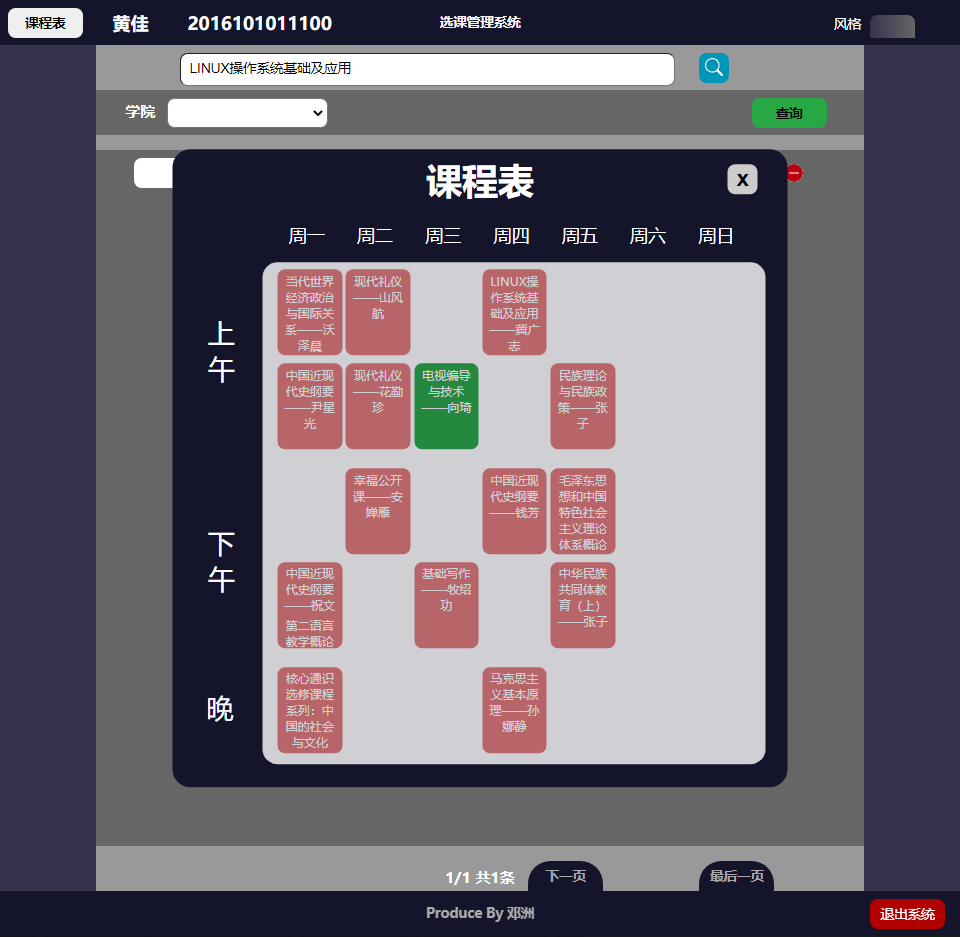 课程表 黄佳 2016101011100 选课管理系统 风格
LINUX操作系统基础及应用
学院 查询
课程表 X
周一 周二 周三 周四 周五 周六 周日
上午
当代世界
经济政治
与国际关
系——沃
泽晨
现代礼仪
——山风
航
LINUX操
作系统基
础及应用
——冀广
志
中国近现
代史纲要
——尹星
光
现代礼仪
——花勐
珍
电视编导
与技术
——向琦
民族理论
与民族政
策——张
子
下午
幸福公开
课——安
婵雁
中国近现
代史纲要
——钱芳
毛泽东思
想和中国
特色社会
主义理论
体系概论
中国近现
代史纲要
——祝文
第二语言
教学概论
基础写作
——牧绍
功
中华民族
共同体教
育（上）
——张子
晚
核心通识
选修课程
系列：中
国的社会
与文化
马克思主
义基本原
理——孙
娜静
1/1 共1条 下一页 最后一页
Produce By 邓洲 退出系统